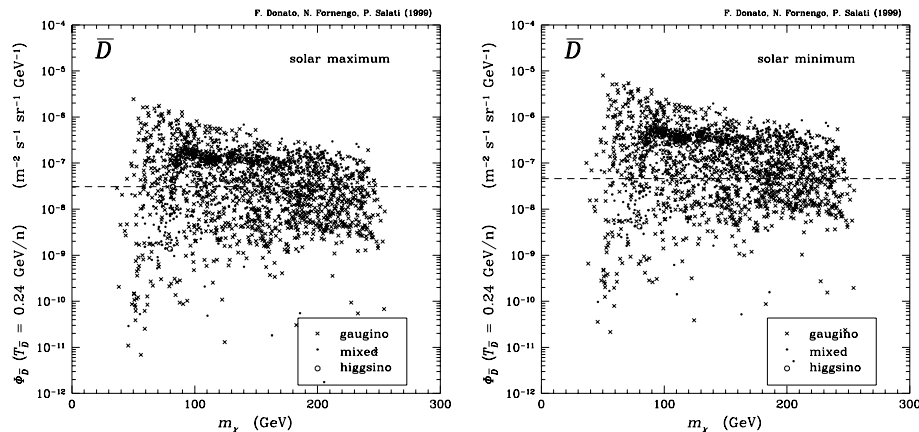 F. Donato, N. Fornengo, P. Salati (1999)
D̅
solar maximum
Φ_D̅ (T_D̅ = 0.24 GeV/n) (m⁻² s⁻¹ sr⁻¹ GeV⁻¹)
10⁻⁴
10⁻⁵
10⁻⁶
10⁻⁷
10⁻⁸
10⁻⁹
10⁻¹⁰
10⁻¹¹
10⁻¹²
× gaugino
· mixed
○ higgsino
0 100 200 300
m_χ (GeV)
F. Donato, N. Fornengo, P. Salati (1999)
D̅
solar minimum
Φ_D̅ (T_D̅ = 0.24 GeV/n) (m⁻² s⁻¹ sr⁻¹ GeV⁻¹)
10⁻⁴
10⁻⁵
10⁻⁶
10⁻⁷
10⁻⁸
10⁻⁹
10⁻¹⁰
10⁻¹¹
10⁻¹²
× gaugino
· mixed
○ higgsino
0 100 200 300
m_χ (GeV)